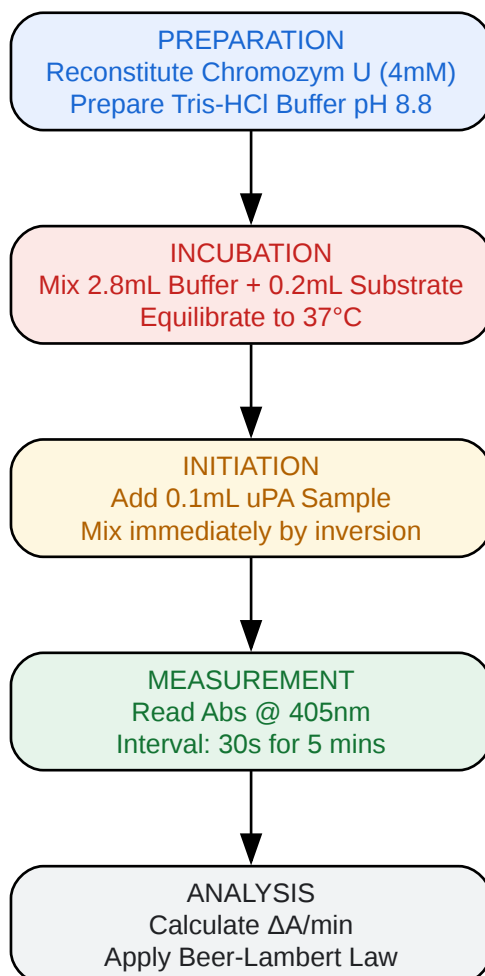 PREPARATION
Reconstitute Chromozym U (4mM)
Prepare Tris-HCl Buffer pH 8.8
INCUBATION
Mix 2.8mL Buffer + 0.2mL Substrate
Equilibrate to 37°C
INITIATION
Add 0.1mL uPA Sample
Mix immediately by inversion
MEASUREMENT
Read Abs @ 405nm
Interval: 30s for 5 mins
ANALYSIS
Calculate ΔA/min
Apply Beer-Lambert Law